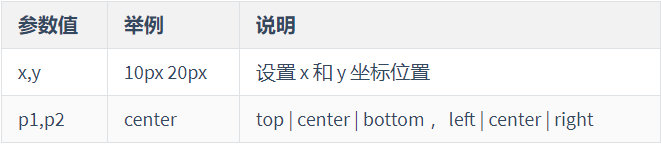 参数值 举例 说明
x,y 10px 20px 设置 x 和 y 坐标位置
p1,p2 center top | center | bottom ，left | center | right